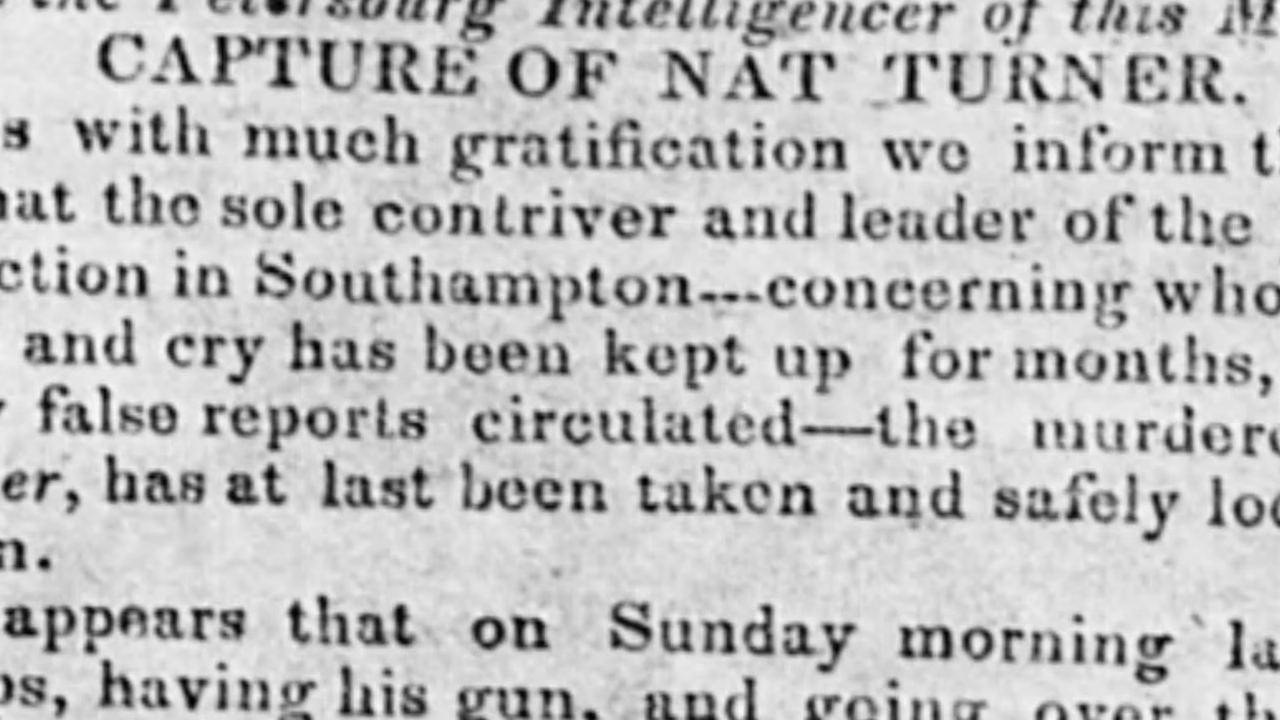 the Petersburg Intelligencer of this M
CAPTURE OF NAT TURNER.
s with much gratification we inform t
hat the sole contriver and leader of the
ction in Southampton---concerning who
and cry has been kept up for months,
y false reports circulated—the murdere
er, has at last been taken and safely lod
n.
appears that on Sunday morning la
ps, having his gun, and going over th